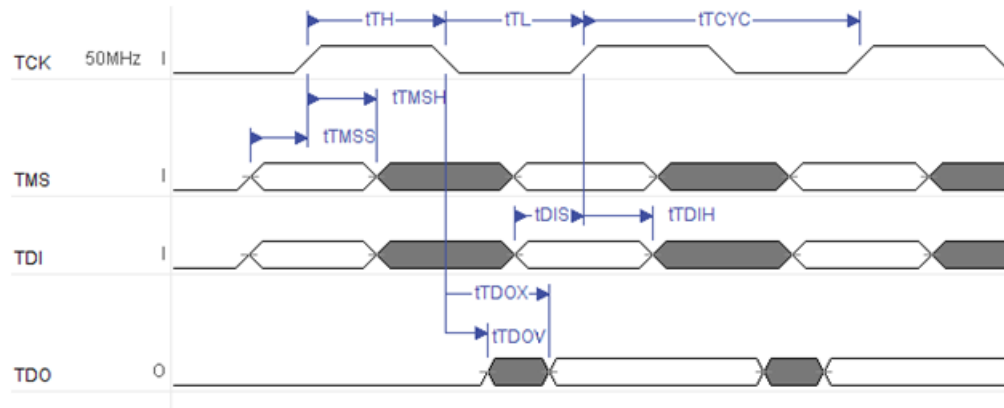 tTH tTL tTCYC
TCK 50MHz I
tTMSH
tTMSS
TMS I
tDIS tTDIH
TDI I
tTDOX
tTDOV
TDO O